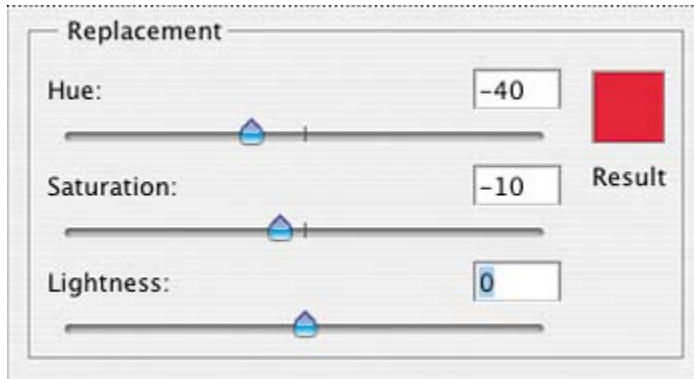 Replacement
Hue:
-40
Saturation:
-10
Result
Lightness:
0